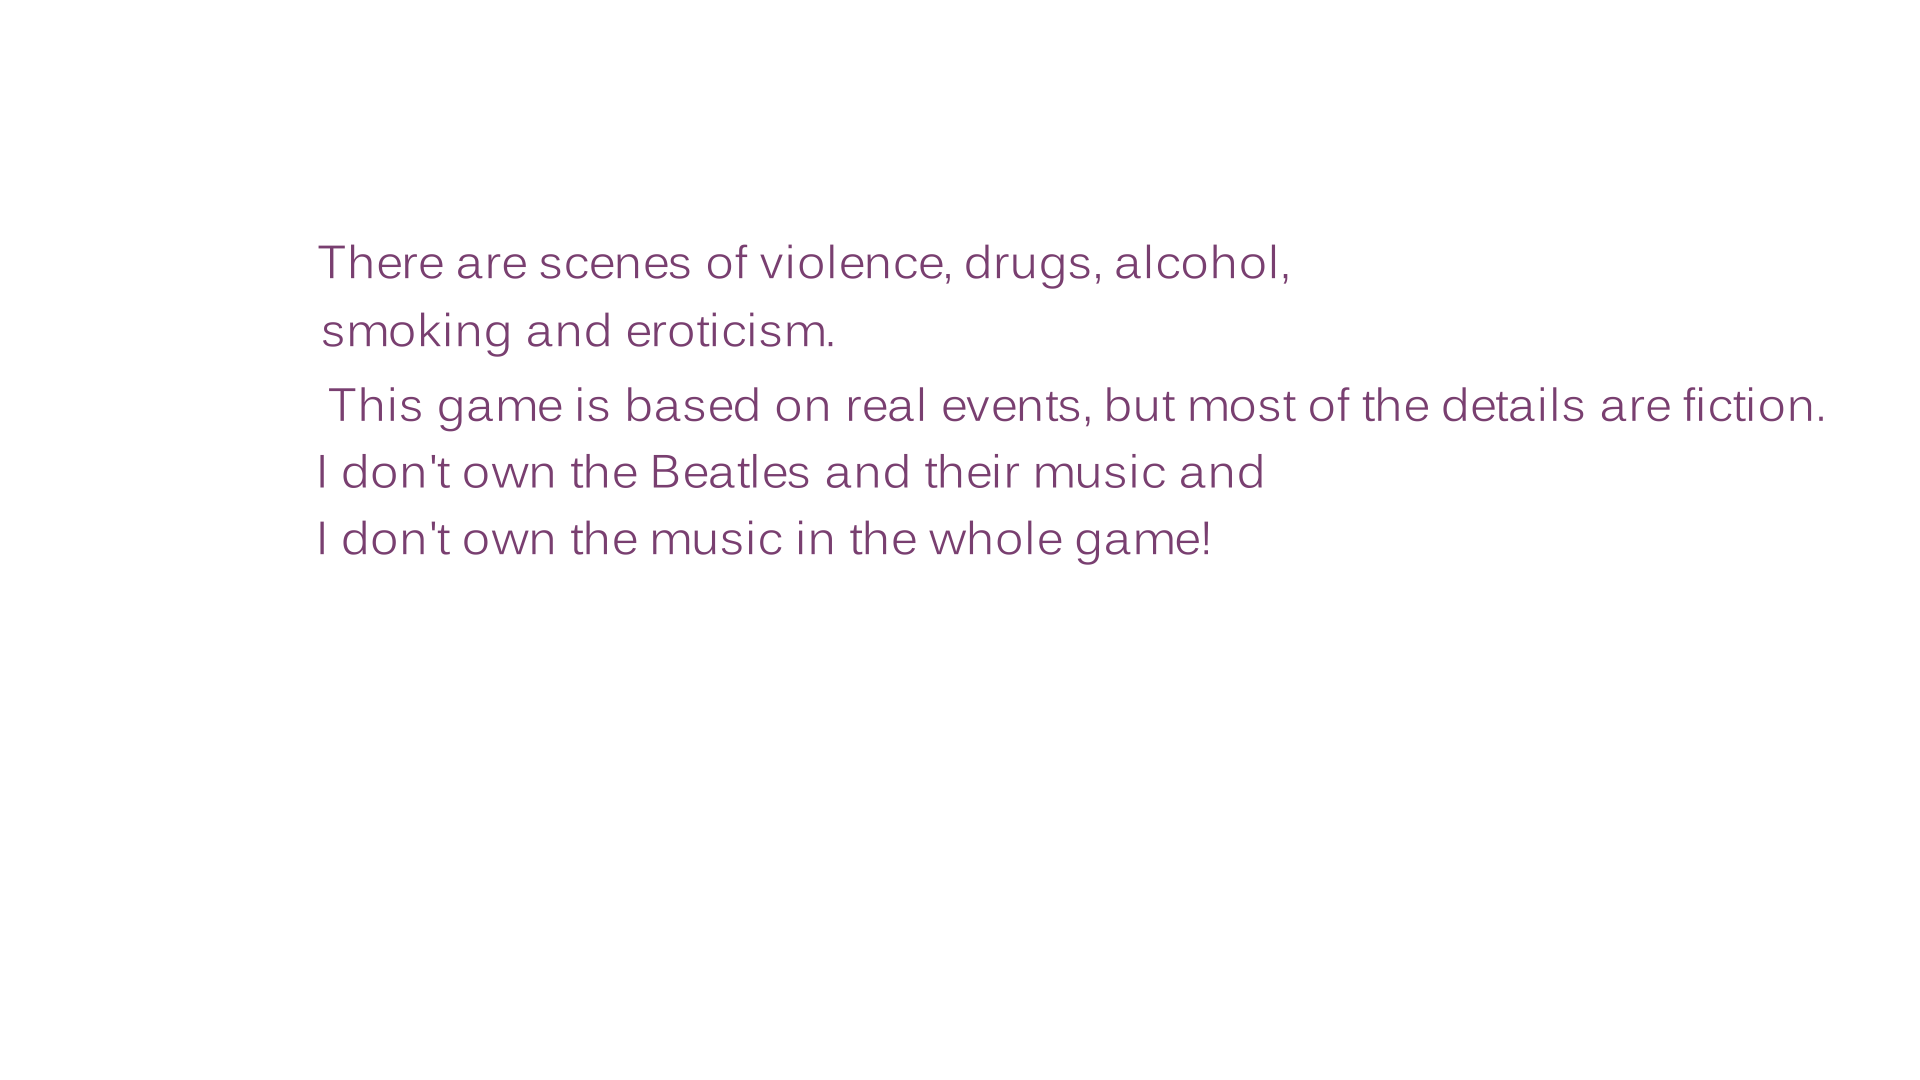 There are scenes of violence, drugs, alcohol,
smoking and eroticism.
This game is based on real events, but most of the details are fiction.
I don't own the Beatles and their music and
I don't own the music in the whole game!